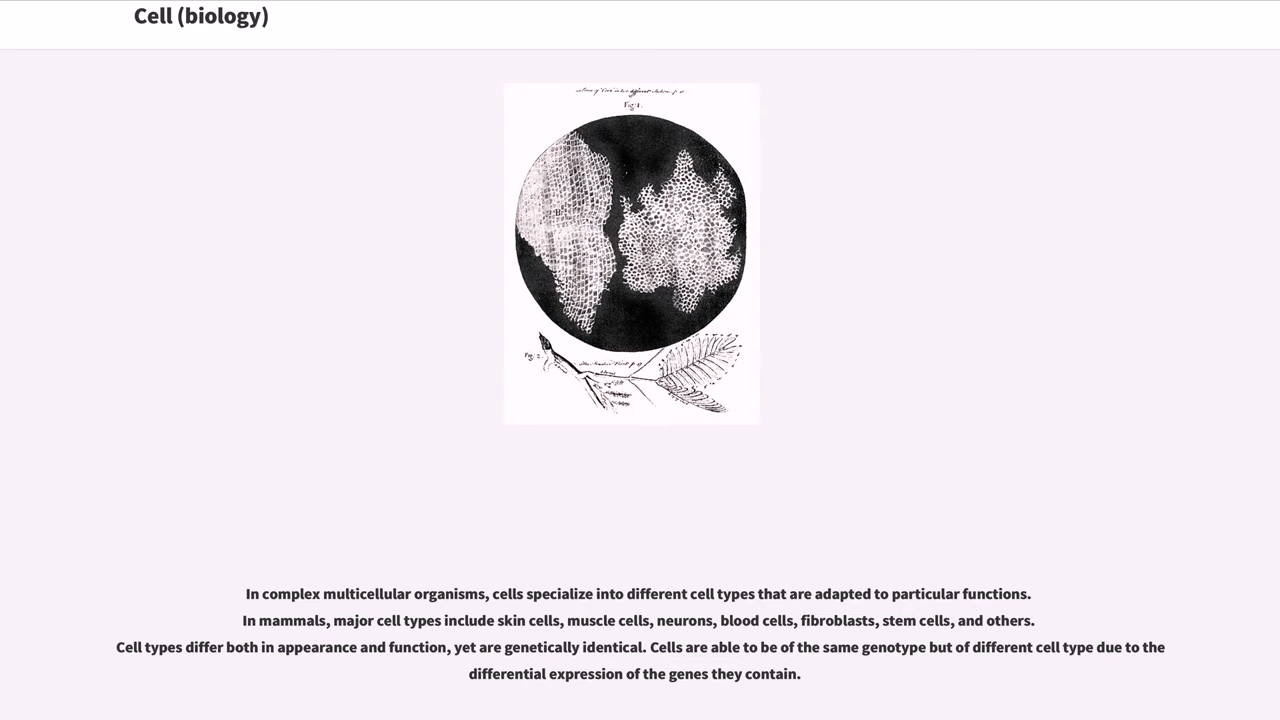 Cell (biology)
Fig: 1.
Fig: 2.
In complex multicellular organisms, cells specialize into different cell types that are adapted to particular functions.
In mammals, major cell types include skin cells, muscle cells, neurons, blood cells, fibroblasts, stem cells, and others.
Cell types differ both in appearance and function, yet are genetically identical. Cells are able to be of the same genotype but of different cell type due to the
differential expression of the genes they contain.